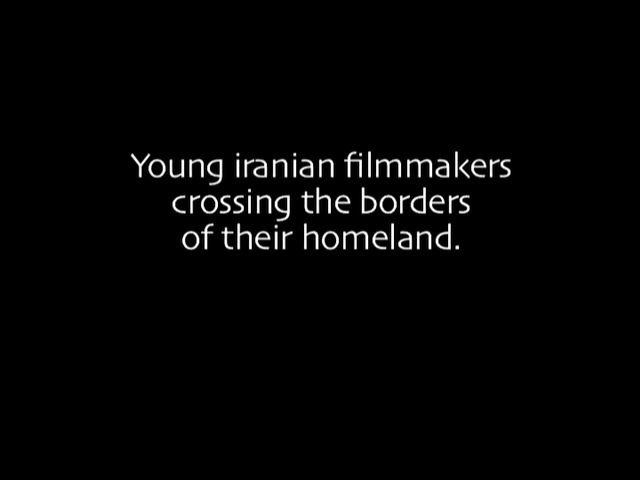 Young iranian filmmakers
crossing the borders
of their homeland.